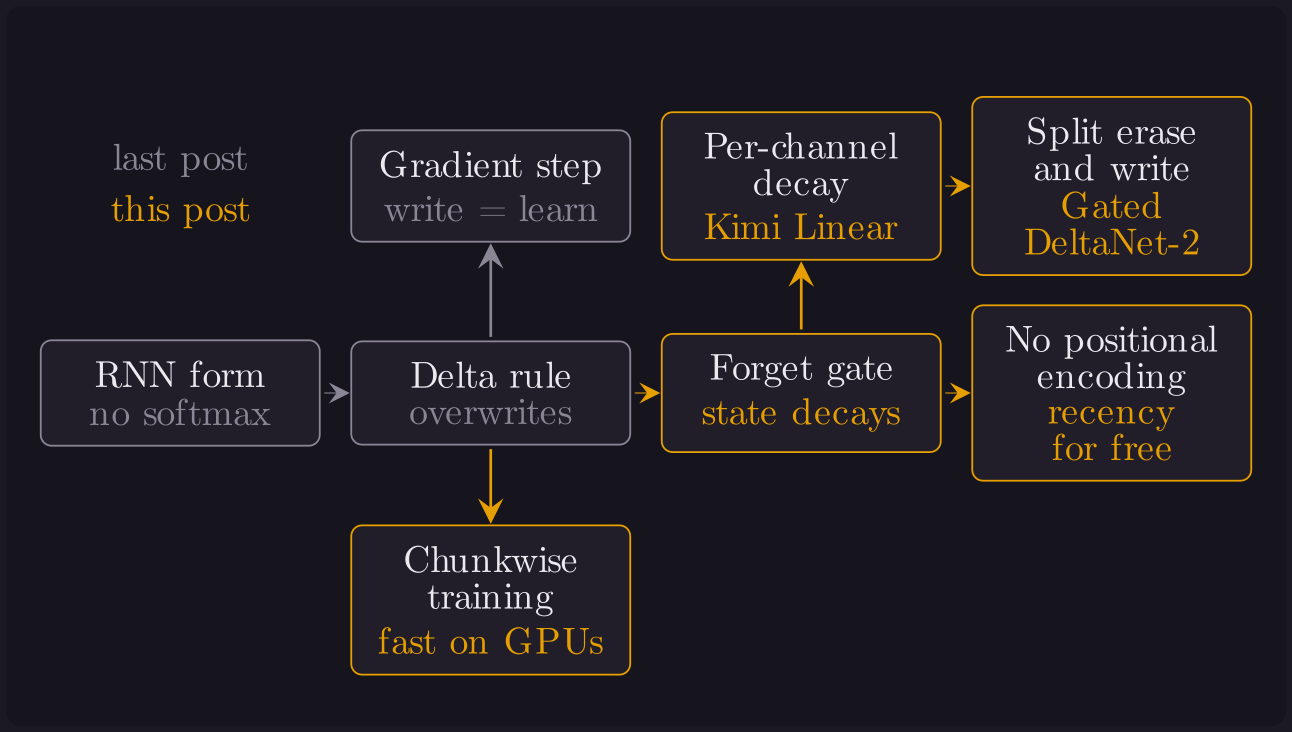 last post
this post
Gradient step
write = learn
Per-channel
decay
Kimi Linear
Split erase
and write
Gated
DeltaNet-2
RNN form
no softmax
Delta rule
overwrites
Forget gate
state decays
No positional
encoding
recency
for free
Chunkwise
training
fast on GPUs